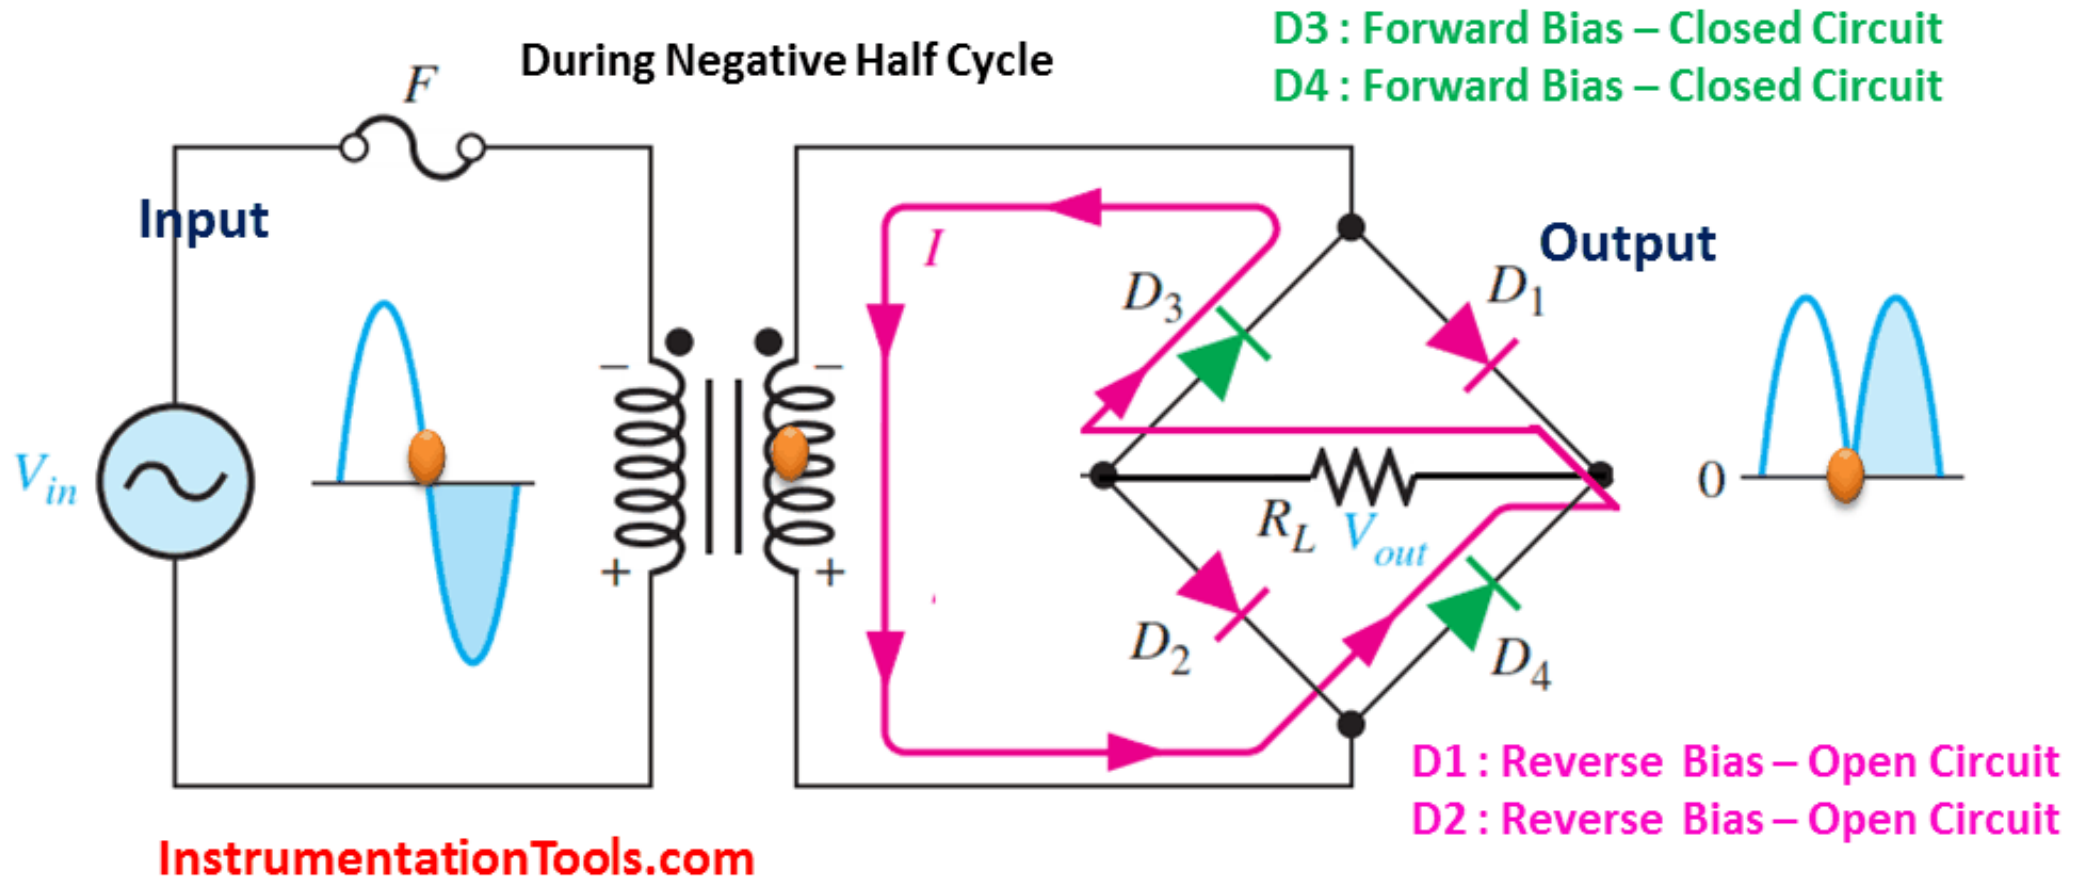 During Negative Half Cycle
D3 : Forward Bias – Closed Circuit
D4 : Forward Bias – Closed Circuit
F
Input
Output
I
D3
D1
Vin
–
–
+
+
RL
Vout
0
D2
D4
D1 : Reverse Bias – Open Circuit
D2 : Reverse Bias – Open Circuit
InstrumentationTools.com